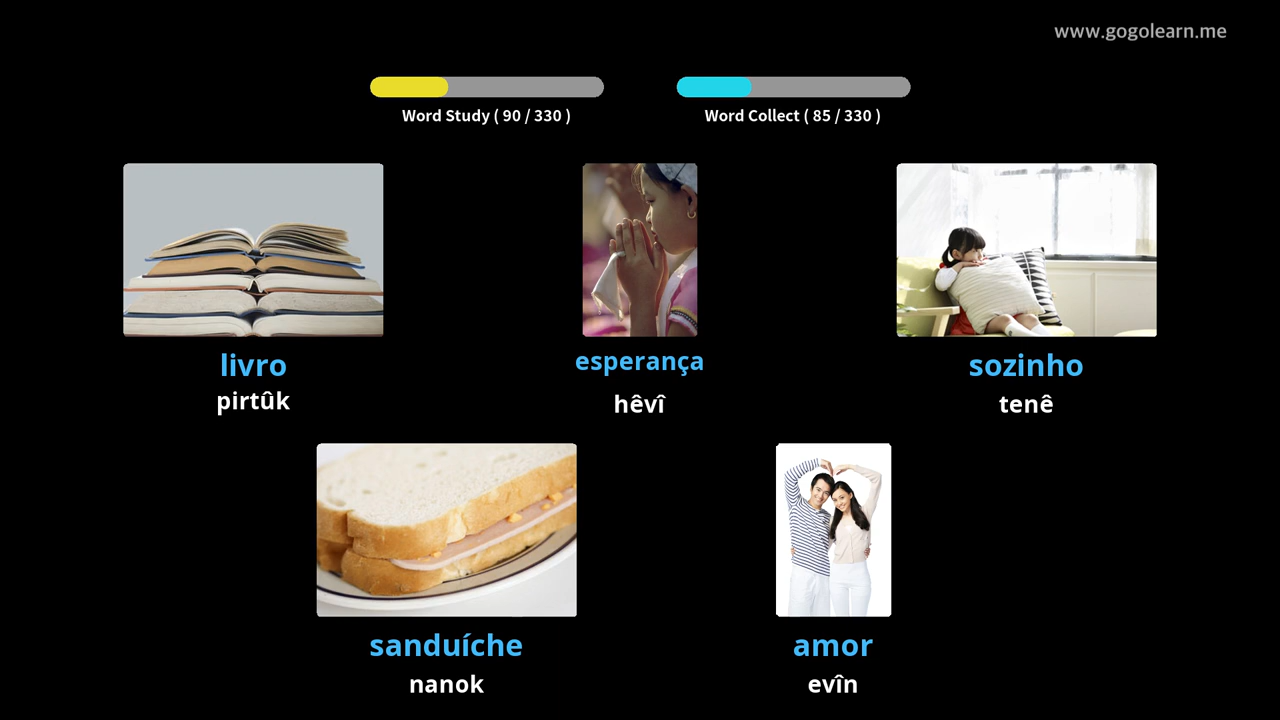 www.gogolearn.me
Word Study ( 90 / 330 )
Word Collect ( 85 / 330 )
livro
pirtûk
esperança
hêvî
sozinho
tenê
sanduíche
nanok
amor
evîn